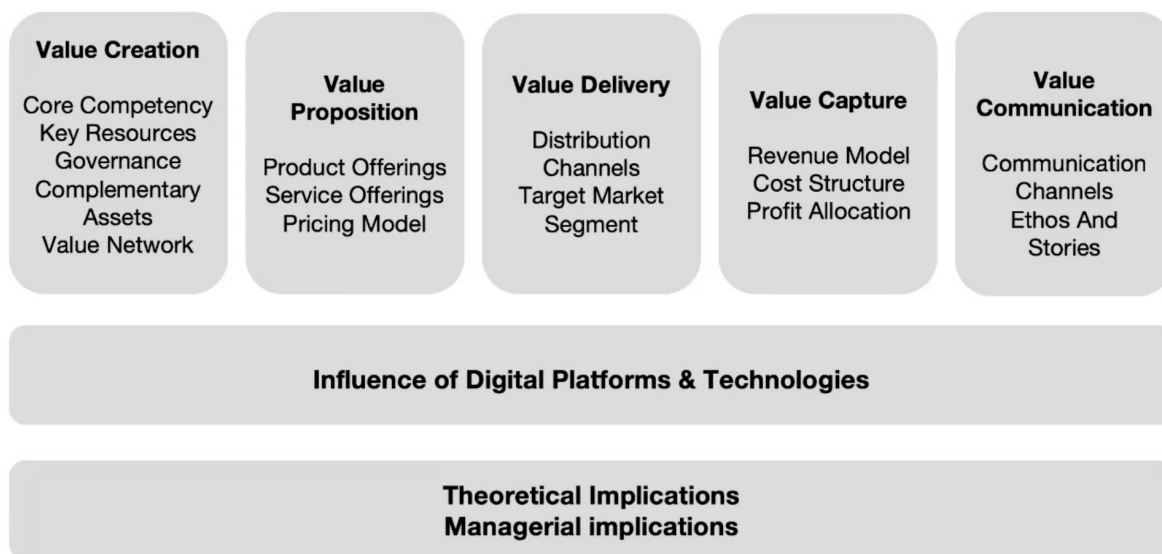 Value Creation
Core Competency
Key Resources
Governance
Complementary
Assets
Value Network
Value
Proposition
Product Offerings
Service Offerings
Pricing Model
Value Delivery
Distribution
Channels
Target Market
Segment
Value Capture
Revenue Model
Cost Structure
Profit Allocation
Value
Communication
Communication
Channels
Ethos And
Stories
Influence of Digital Platforms & Technologies
Theoretical Implications
Managerial implications